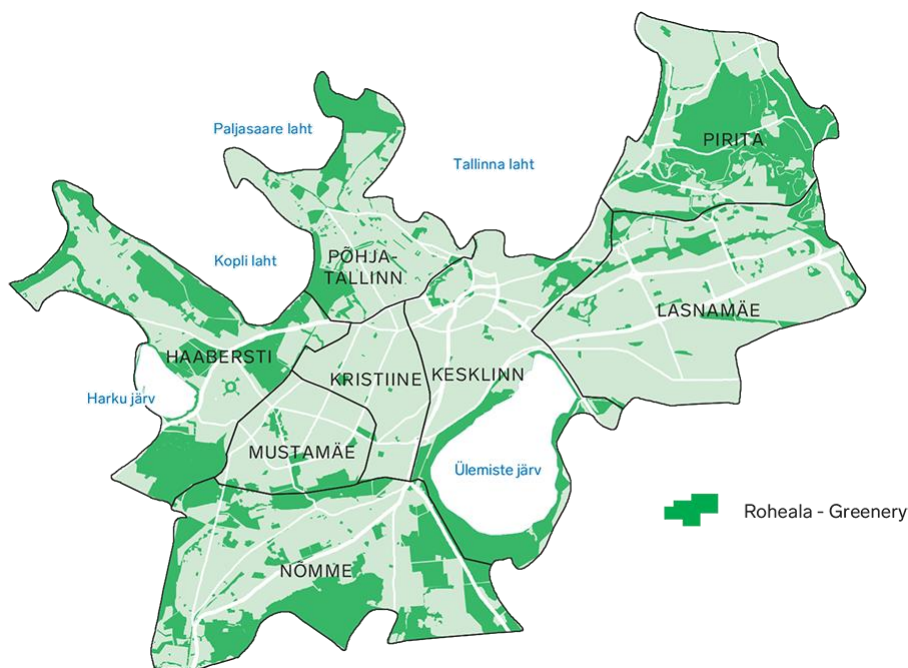 Paljasaare laht
Tallinna laht
PIRITA
Kopli laht
PÕHJA-
TALLINN
LASNAMÄE
HAABERSTI
KRISTIINE
KESKLINN
Harku järv
MUSTAMÄE
Ülemiste järv
Roheala - Greenery
NÕMME